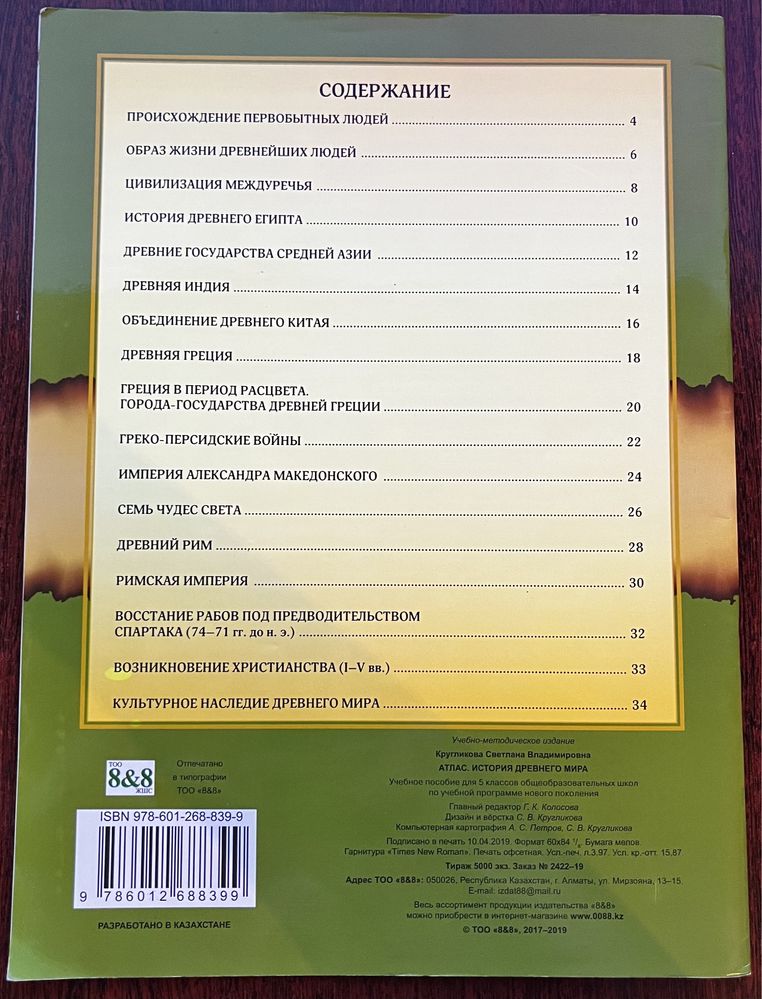 СОДЕРЖАНИЕ
ПРОИСХОЖДЕНИЕ ПЕРВОБЫТНЫХ ЛЮДЕЙ ........ 4
ОБРАЗ ЖИЗНИ ДРЕВНЕЙШИХ ЛЮДЕЙ ........ 6
ЦИВИЛИЗАЦИЯ МЕЖДУРЕЧЬЯ ........ 8
ИСТОРИЯ ДРЕВНЕГО ЕГИПТА ........ 10
ДРЕВНИЕ ГОСУДАРСТВА СРЕДНЕЙ АЗИИ ........ 12
ДРЕВНЯЯ ИНДИЯ ........ 14
ОБЪЕДИНЕНИЕ ДРЕВНЕГО КИТАЯ ........ 16
ДРЕВНЯЯ ГРЕЦИЯ ........ 18
ГРЕЦИЯ В ПЕРИОД РАСЦВЕТА.
ГОРОДА-ГОСУДАРСТВА ДРЕВНЕЙ ГРЕЦИИ ........ 20
ГРЕКО-ПЕРСИДСКИЕ ВОЙНЫ ........ 22
ИМПЕРИЯ АЛЕКСАНДРА МАКЕДОНСКОГО ........ 24
СЕМЬ ЧУДЕС СВЕТА ........ 26
ДРЕВНИЙ РИМ ........ 28
РИМСКАЯ ИМПЕРИЯ ........ 30
ВОССТАНИЕ РАБОВ ПОД ПРЕДВОДИТЕЛЬСТВОМ
СПАРТАКА (74–71 гг. до н. э.) ........ 32
ВОЗНИКНОВЕНИЕ ХРИСТИАНСТВА (I–V вв.) ........ 33
КУЛЬТУРНОЕ НАСЛЕДИЕ ДРЕВНЕГО МИРА ........ 34
ТОО
8&8
ЖШС
Отпечатано
в типографии
ТОО «8&8»
ISBN 978-601-268-839-9
9 786012 688399
РАЗРАБОТАНО В КАЗАХСТАНЕ
Учебно-методическое издание
Кругликова Светлана Владимировна
АТЛАС. ИСТОРИЯ ДРЕВНЕГО МИРА
Учебное пособие для 5 классов общеобразовательных школ
по учебной программе нового поколения
Главный редактор Г. К. Колосова
Дизайн и вёрстка С. В. Кругликова
Компьютерная картография А. С. Петров, С. В. Кругликова
Подписано в печать 10.04.2019. Формат 60x84 1/8. Бумага мелов.
Гарнитура «Times New Roman». Печать офсетная. Усл.-печ. л.3,97. Усл. кр.-отт. 15,87
Тираж 5000 экз. Заказ № 2422–19
Адрес ТОО «8&8»: 050026, Республика Казахстан, г. Алматы, ул. Мирзояна, 13–15.
E-mail: izdat88@mail.ru
Весь ассортимент продукции издательства «8&8»
можно приобрести в интернет-магазине www.0088.kz
© ТОО «8&8», 2017–2019